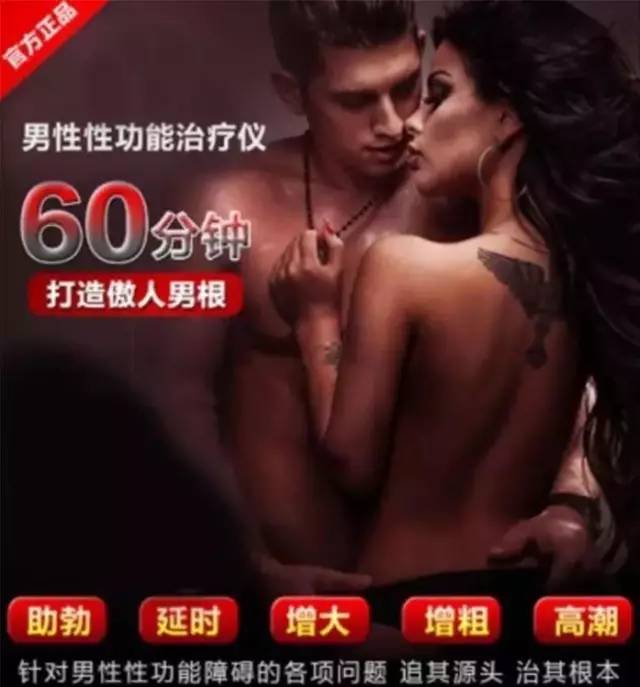 官方正品
男性性功能治疗仪
60分钟
打造傲人男根
助勃 延时 增大 增粗 高潮
针对男性性功能障碍的各项问题 追其源头 治其根本